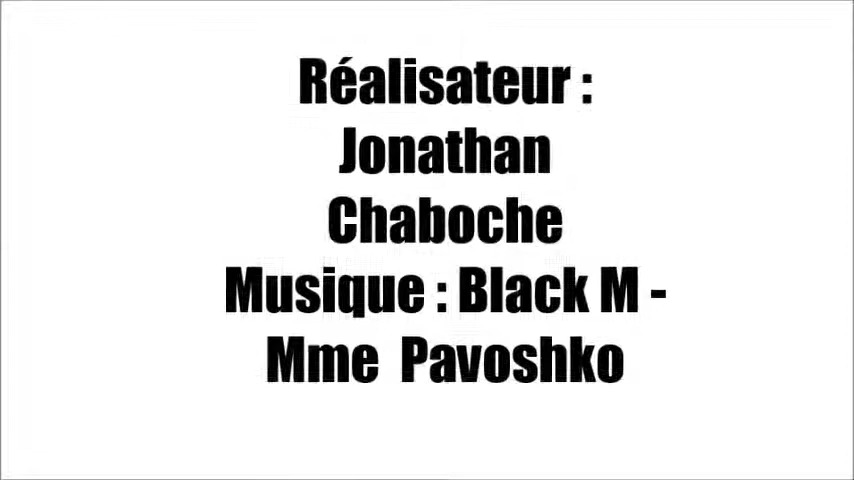 Réalisateur :
Jonathan
Chaboche
Musique : Black M -
Mme  Pavoshko